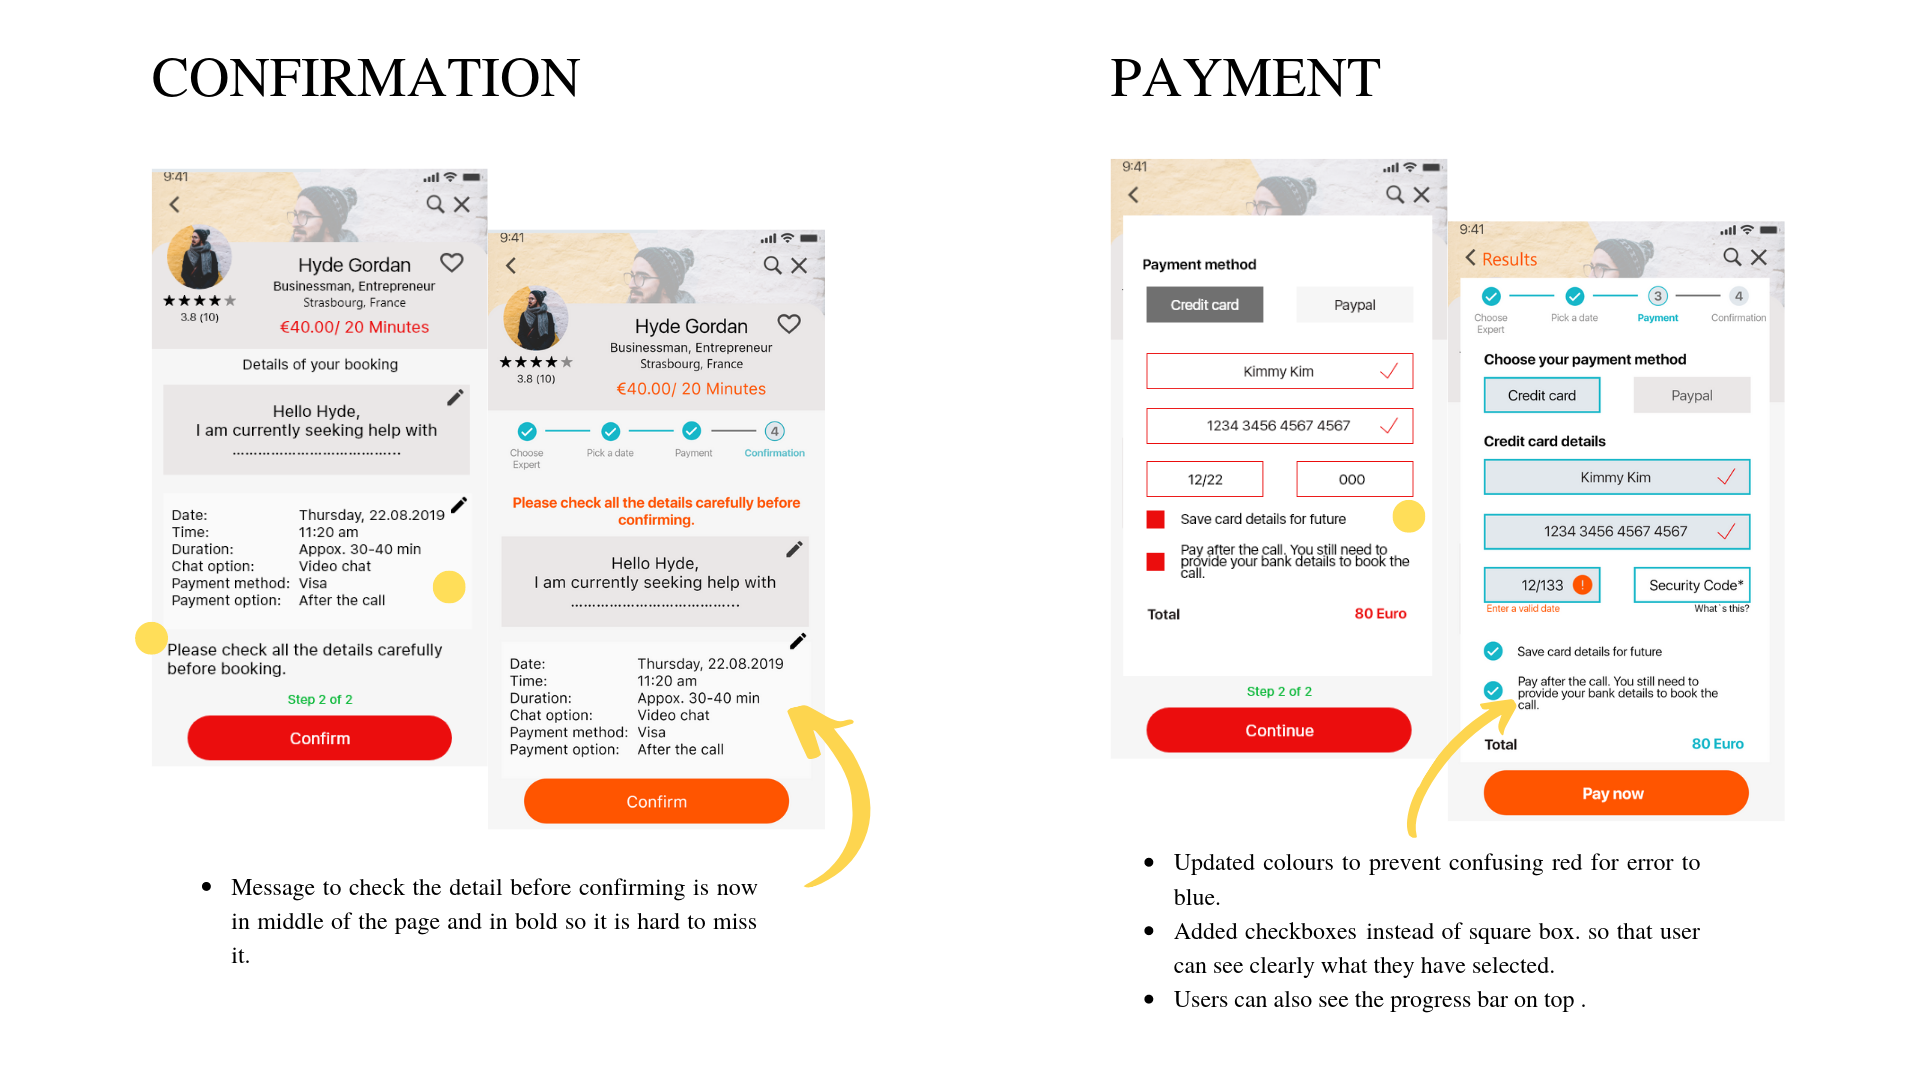 CONFIRMATION
9:41
Hyde Gordan
Businessman, Entrepreneur
Strasbourg, France
3.8 (10)
€40.00/ 20 Minutes
Details of your booking
Hello Hyde,
I am currently seeking help with
.......................................
Date: Thursday, 22.08.2019
Time: 11:20 am
Duration: Appox. 30-40 min
Chat option: Video chat
Payment method: Visa
Payment option: After the call
Please check all the details carefully
before booking.
Step 2 of 2
Confirm
9:41
Hyde Gordan
Businessman, Entrepreneur
Strasbourg, France
3.8 (10)
€40.00/ 20 Minutes
4
Choose
Expert
Pick a date
Payment
Confirmation
Please check all the details carefully before
confirming.
Hello Hyde,
I am currently seeking help with
.......................................
Date: Thursday, 22.08.2019
Time: 11:20 am
Duration: Appox. 30-40 min
Chat option: Video chat
Payment method: Visa
Payment option: After the call
Confirm
• Message to check the detail before confirming is now
in middle of the page and in bold so it is hard to miss
it.
PAYMENT
9:41
Payment method
Credit card Paypal
Kimmy Kim
1234 3456 4567 4567
12/22 000
Save card details for future
Pay after the call. You still need to
provide your bank details to book the
call.
Total 80 Euro
Step 2 of 2
Continue
9:41
Results
3 4
Choose
Expert
Pick a date
Payment
Confirmation
Choose your payment method
Credit card Paypal
Credit card details
Kimmy Kim
1234 3456 4567 4567
12/133 ! Security Code*
Enter a valid date What`s this?
Save card details for future
Pay after the call. You still need to
provide your bank details to book the
call.
Total 80 Euro
Pay now
• Updated colours to prevent confusing red for error to
blue.
• Added checkboxes instead of square box. so that user
can see clearly what they have selected.
• Users can also see the progress bar on top .